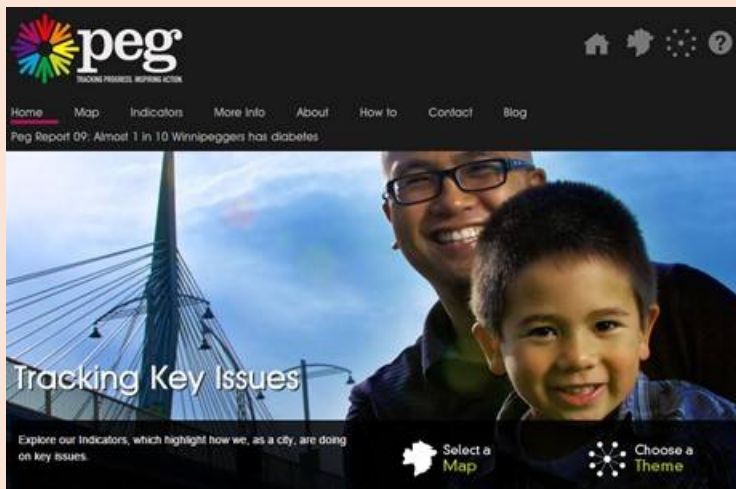 peg
TRACKING PROGRESS. INSPIRING ACTION.
Home Map Indicators More Info About How to Contact Blog
Peg Report 09: Almost 1 in 10 Winnipeggers has diabetes
Tracking Key Issues
Explore our Indicators, which highlight how we, as a city, are doing
on key issues.
Select a
Map
Choose a
Theme